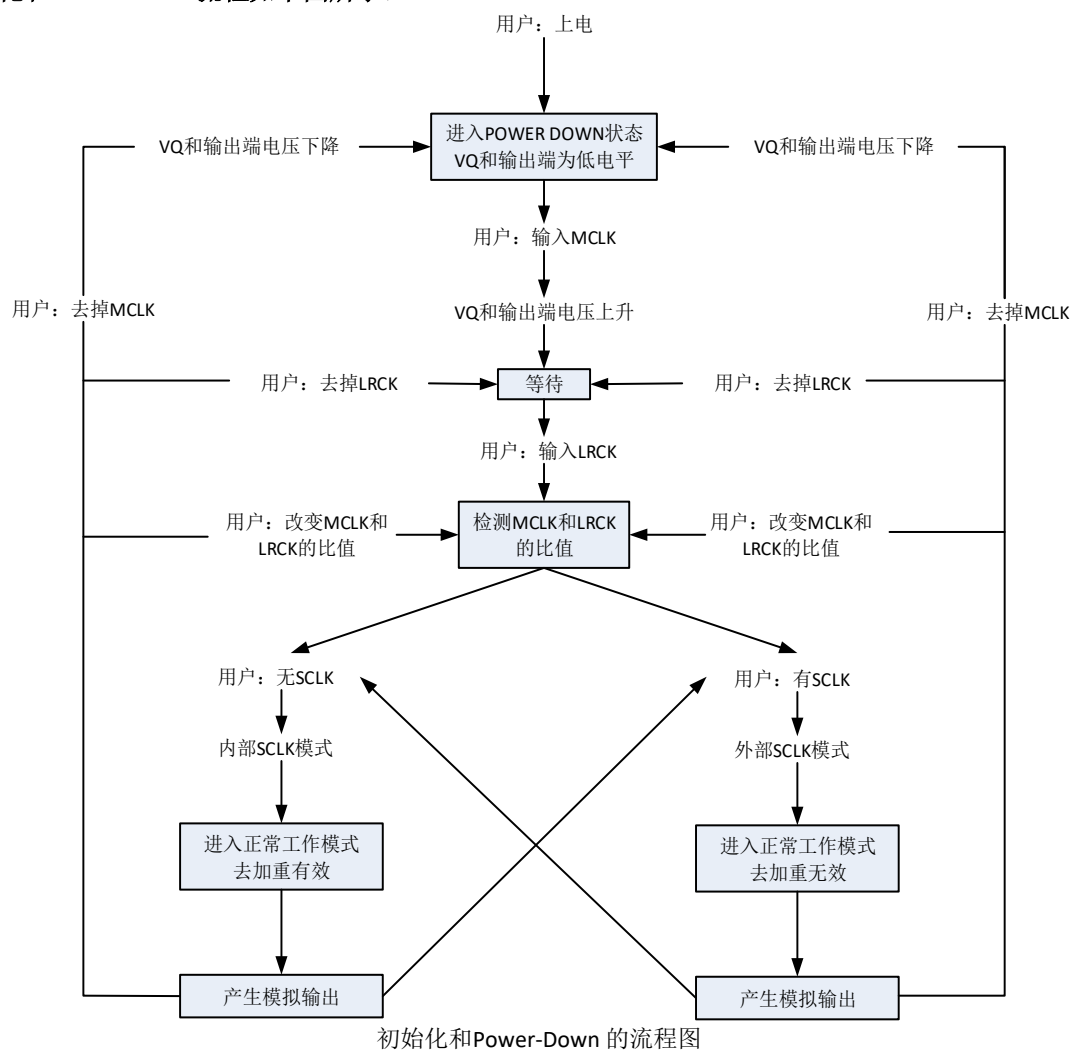 用户：上电
进入POWER DOWN状态
VQ和输出端为低电平
VQ和输出端电压下降
VQ和输出端电压下降
用户：输入MCLK
用户：去掉MCLK
VQ和输出端电压上升
用户：去掉MCLK
用户：去掉LRCK
等待
用户：去掉LRCK
用户：输入LRCK
用户：改变MCLK和
LRCK的比值
检测MCLK和LRCK
的比值
用户：改变MCLK和
LRCK的比值
用户：无SCLK
用户：有SCLK
内部SCLK模式
外部SCLK模式
进入正常工作模式
去加重有效
进入正常工作模式
去加重无效
产生模拟输出
产生模拟输出
初始化和Power-Down 的流程图